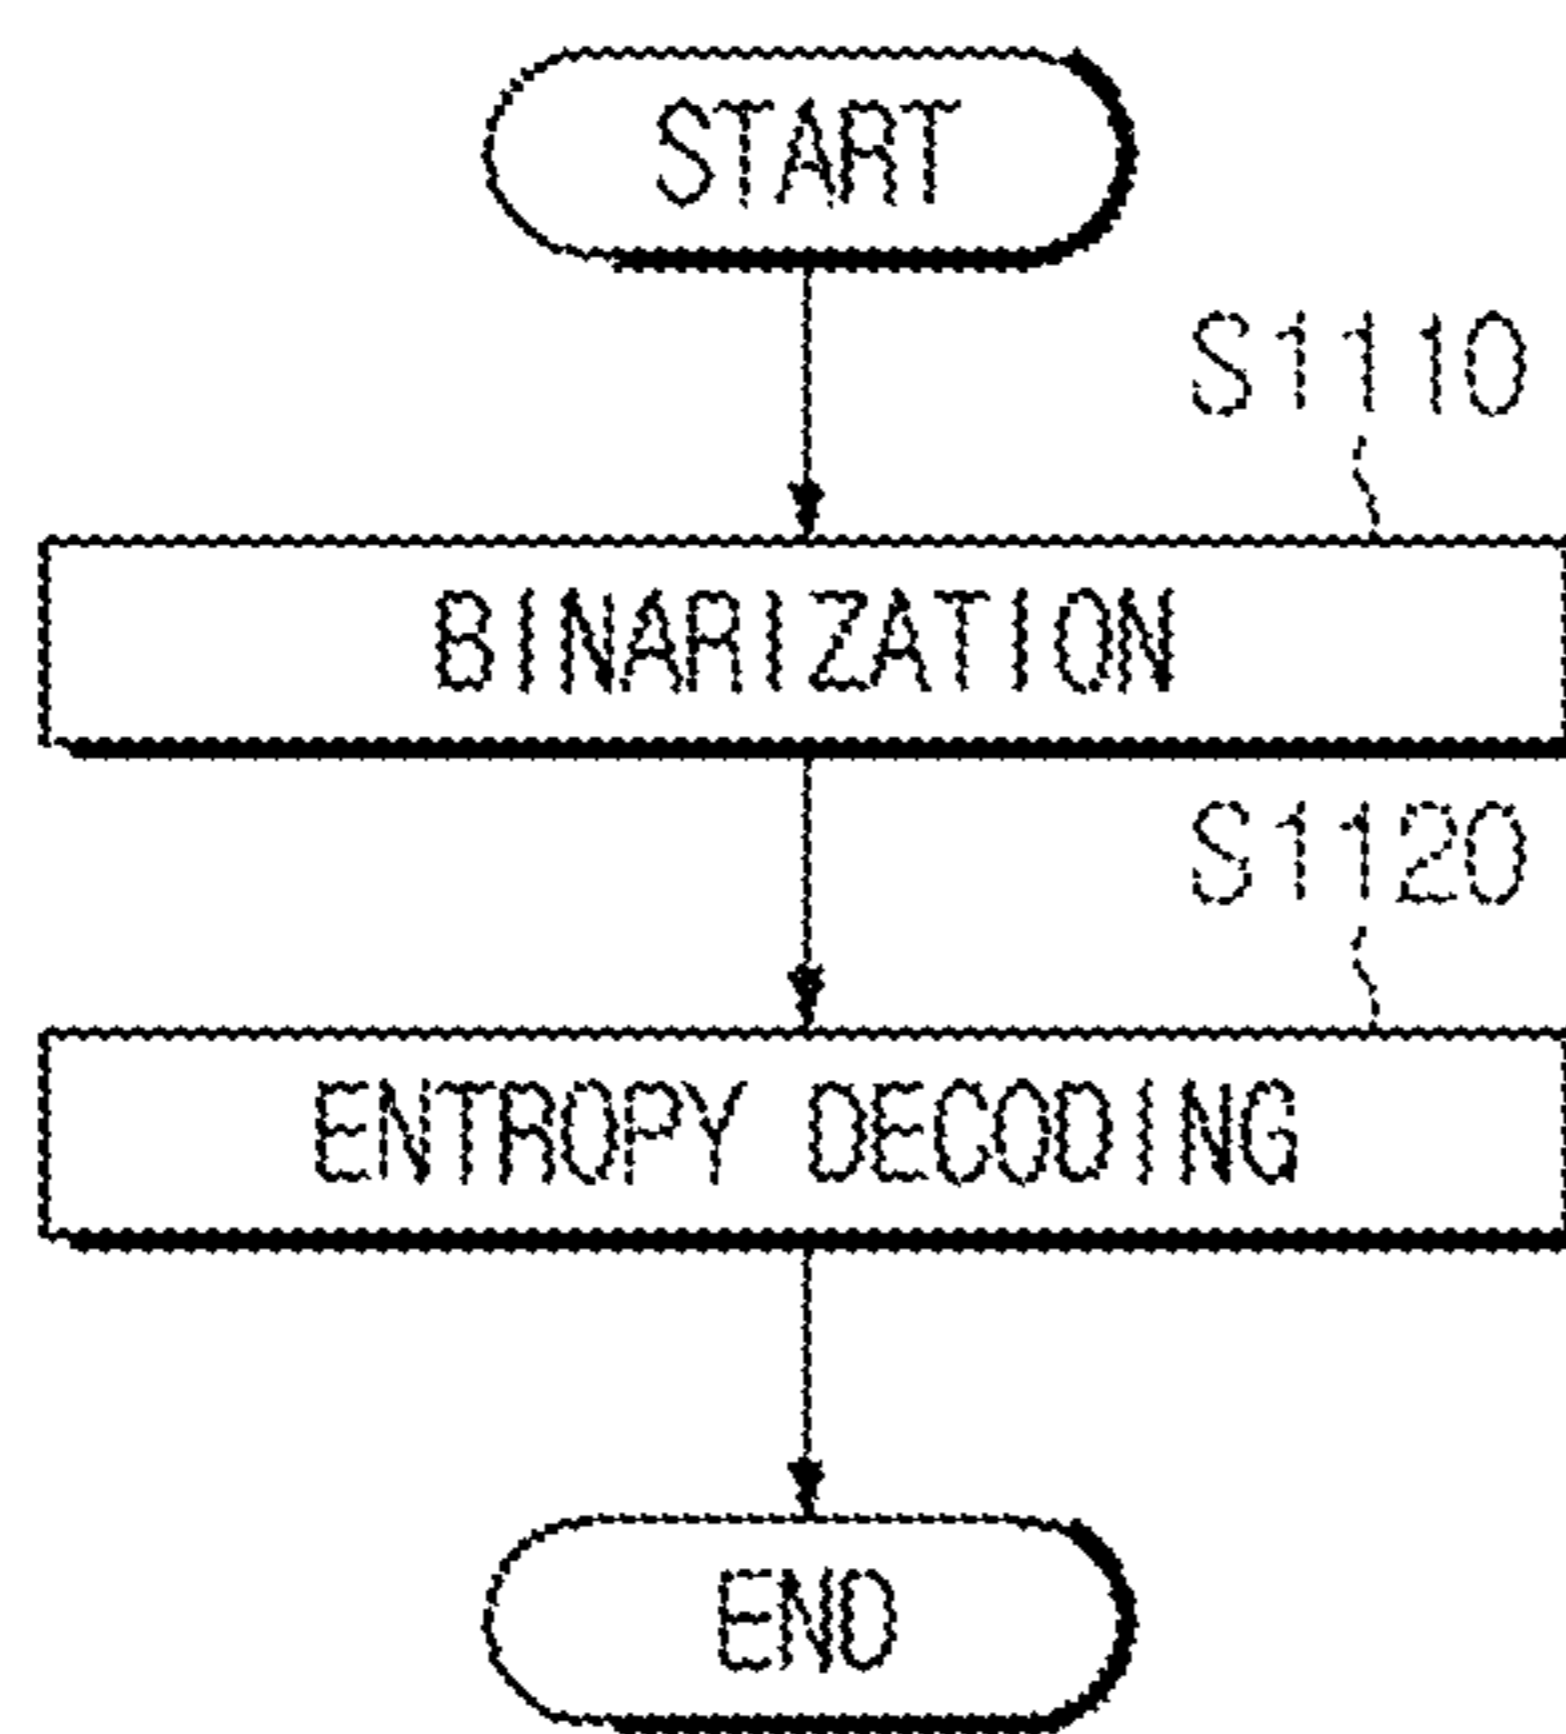 START
S1110
BINARIZATION
S1120
ENTROPY DECODING
END